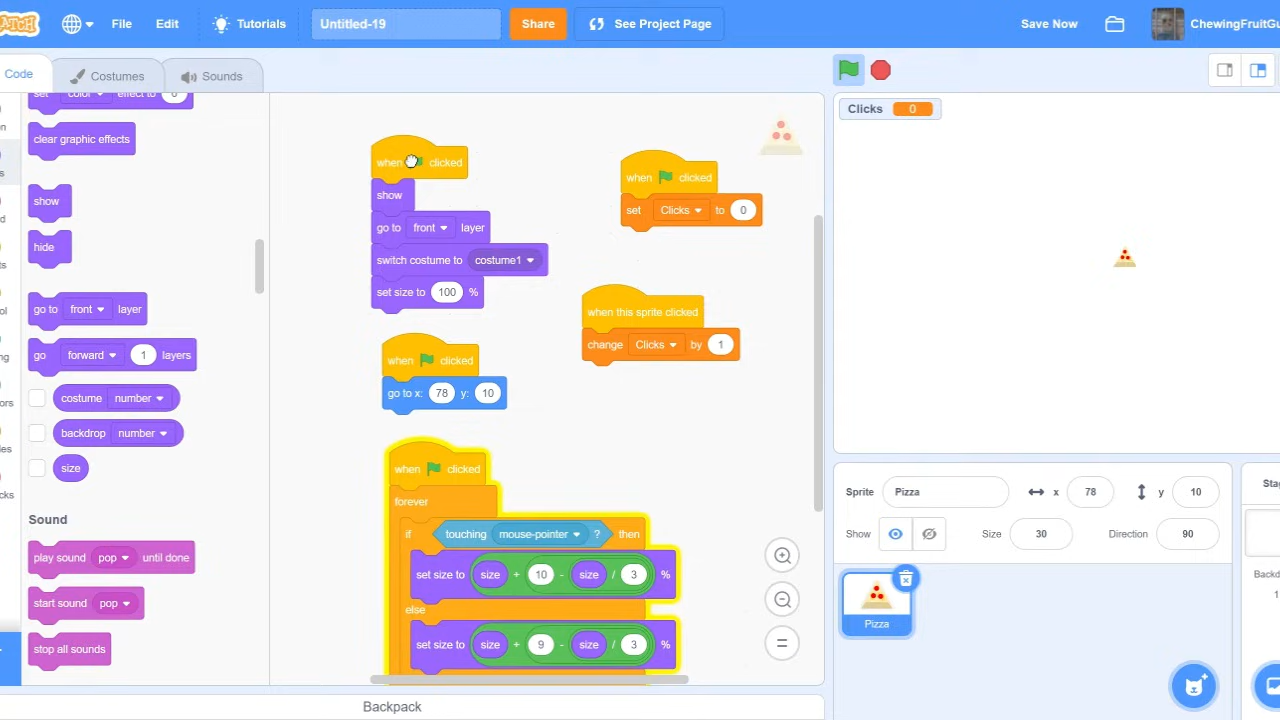 File
Edit
Tutorials
Untitled-19
Share
See Project Page
Save Now
Code
Costumes
Sounds
clear graphic effects
show
hide
go to front layer
go forward 1 layers
costume number
backdrop number
size
Sound
play sound pop until done
start sound pop
stop all sounds
when clicked
show
go to front layer
switch costume to costume1
set size to 100 %
when clicked
go to x: 78 y: 10
when clicked
forever
if touching mouse-pointer ? then
set size to size + 10 - size / 3 %
else
set size to size + 9 - size / 3 %
when clicked
set Clicks to 0
when this sprite clicked
change Clicks by 1
Backpack
Clicks 0
Sprite Pizza x 78 y 10
Show Size 30 Direction 90
Pizza
1